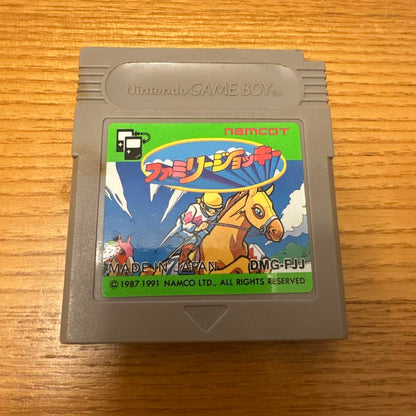 Nintendo GAME BOY™
namcot
ファミリージョッキー
MADE IN JAPAN
DMG-FJJ
© 1987 1991 NAMCO LTD., ALL RIGHTS RESERVED